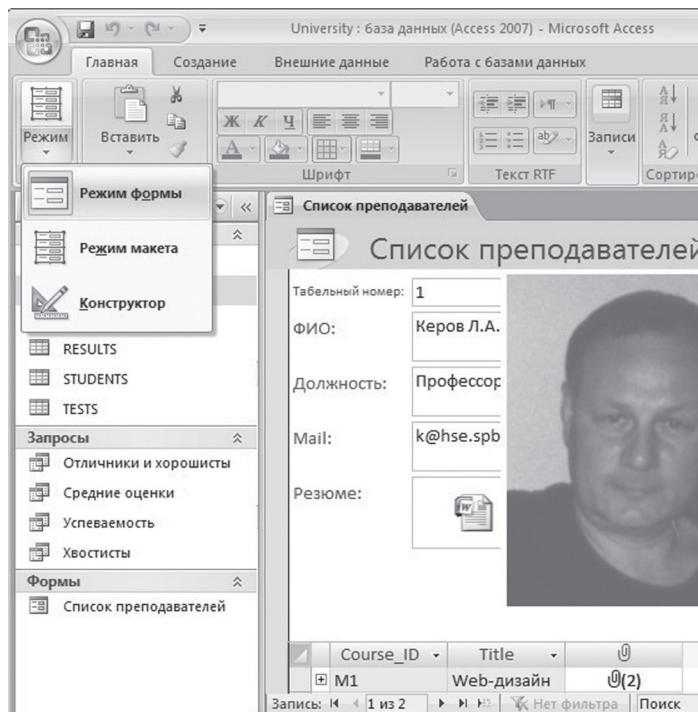 University : база данных (Access 2007) - Microsoft Access
Главная Создание Внешние данные Работа с базами данных
Режим
Вставить
Ж К Ч
Шрифт
Текст RTF
Записи
Режим формы
Режим макета
Конструктор
RESULTS
STUDENTS
TESTS
Запросы
Отличники и хорошисты
Средние оценки
Успеваемость
Хвостисты
Формы
Список преподавателей
Список преподавателей
Список преподавателей
Табельный номер: 1
ФИО: Керов Л.А.
Должность: Профессор
Mail: k@hse.spb
Резюме:
Course_ID Title
M1 Web-дизайн (2)
Запись: 1 из 2 Нет фильтра Поиск